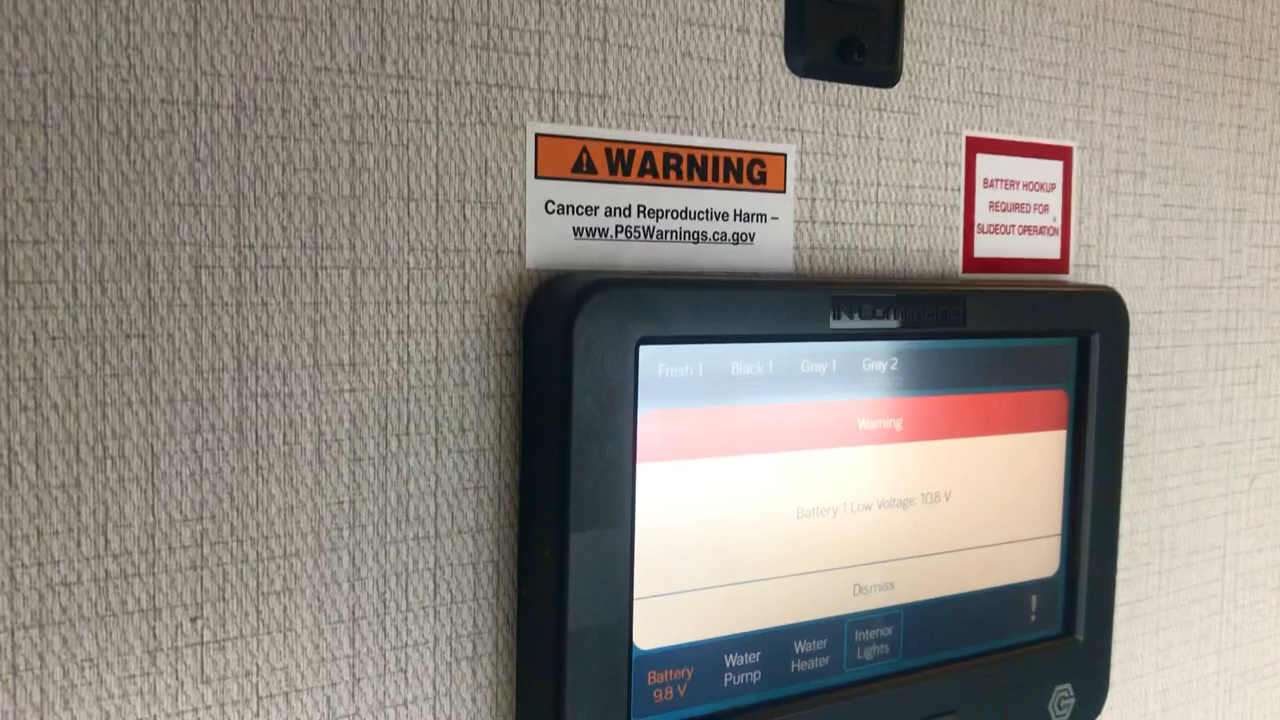 WARNING
Cancer and Reproductive Harm –
www.P65Warnings.ca.gov
BATTERY HOOKUP
REQUIRED FOR
SLIDEOUT OPERATION
IN•Command
Fresh 1 Black 1 Gray 1 Gray 2
Warning
Battery 1 Low Voltage: 10.8 V
Dismiss
Battery
9.8 V
Water
Pump
Water
Heater
Interior
Lights
!